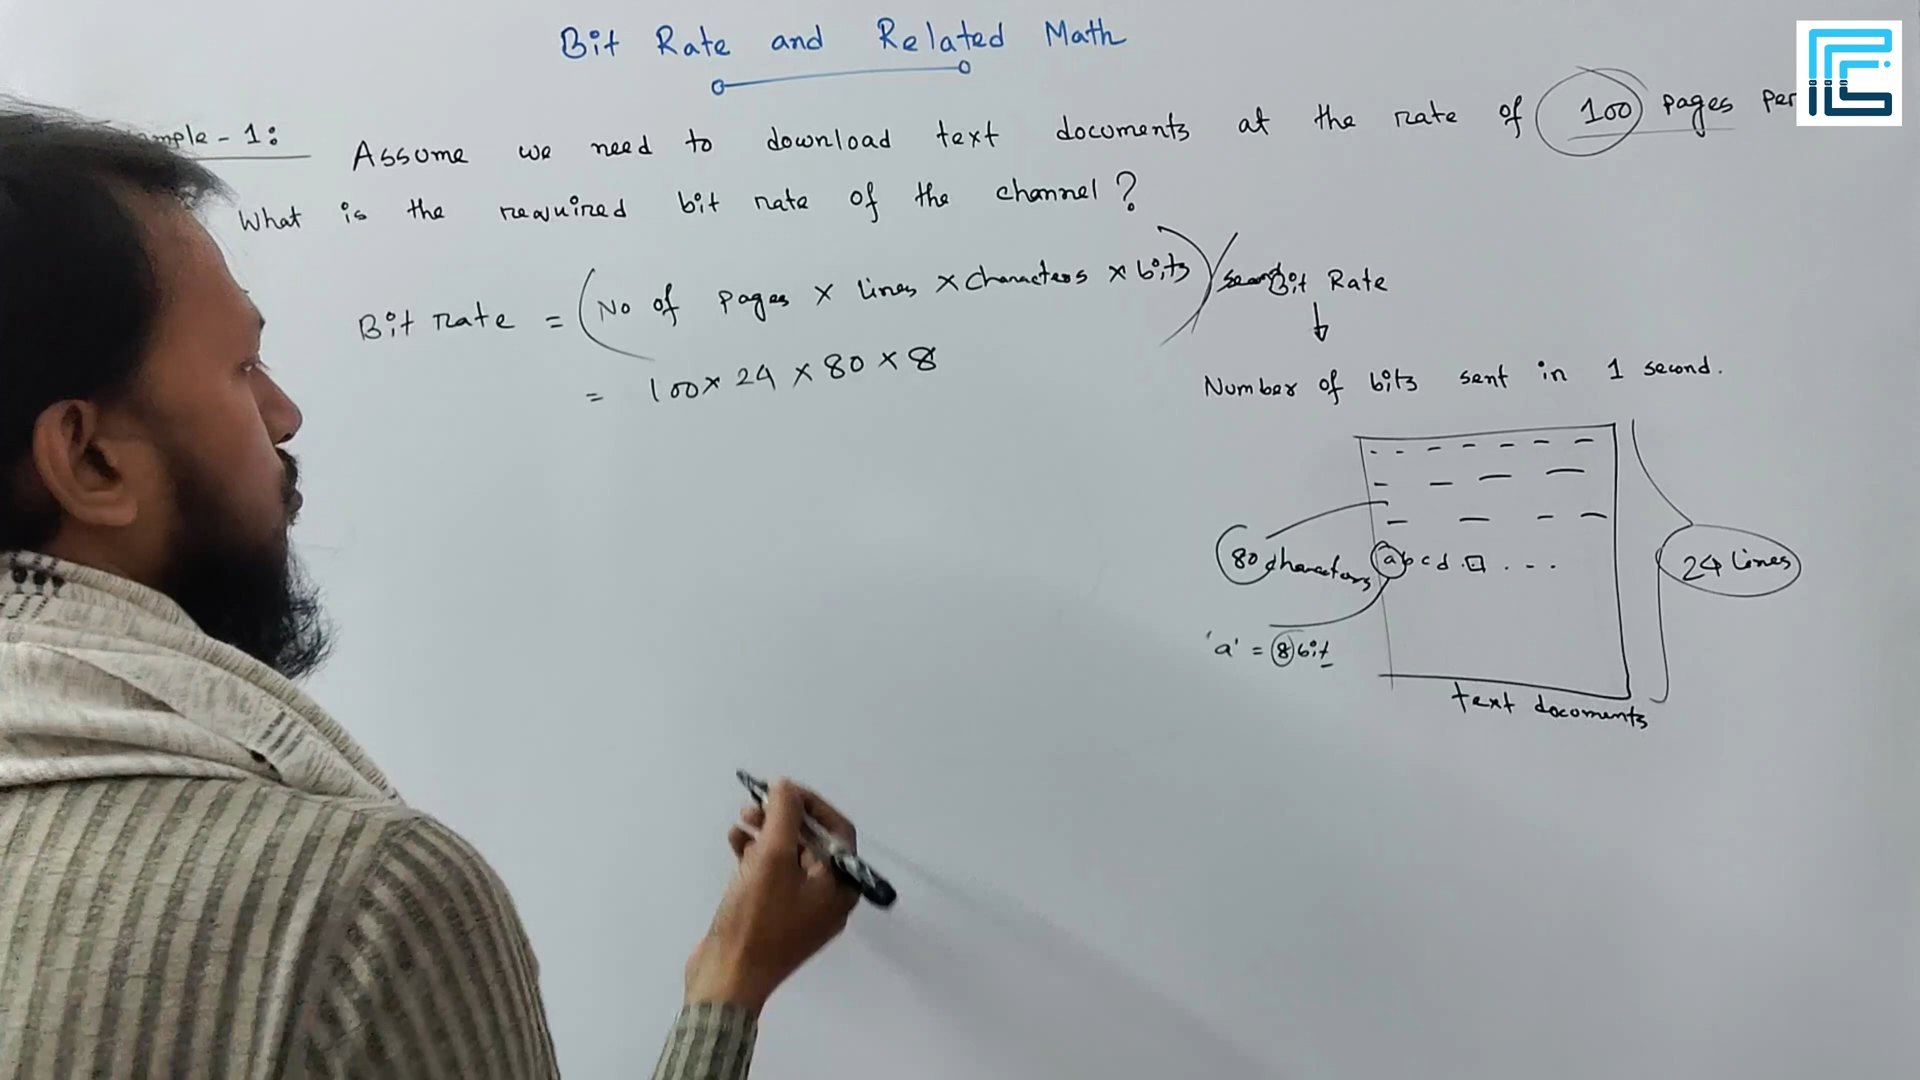 Bit Rate and Related Math
mple - 1: Assume we need to download text documents at the rate of 100 pages per
What is the required bit rate of the channel?
Bit rate = (No of pages × lines × characters × bits)/
Bit Rate
= 100 × 24 × 80 × 8
Number of bits sent in 1 second.
80 characters
a b c d . . . .
24 lines
'a' = 8 bit
text docoments